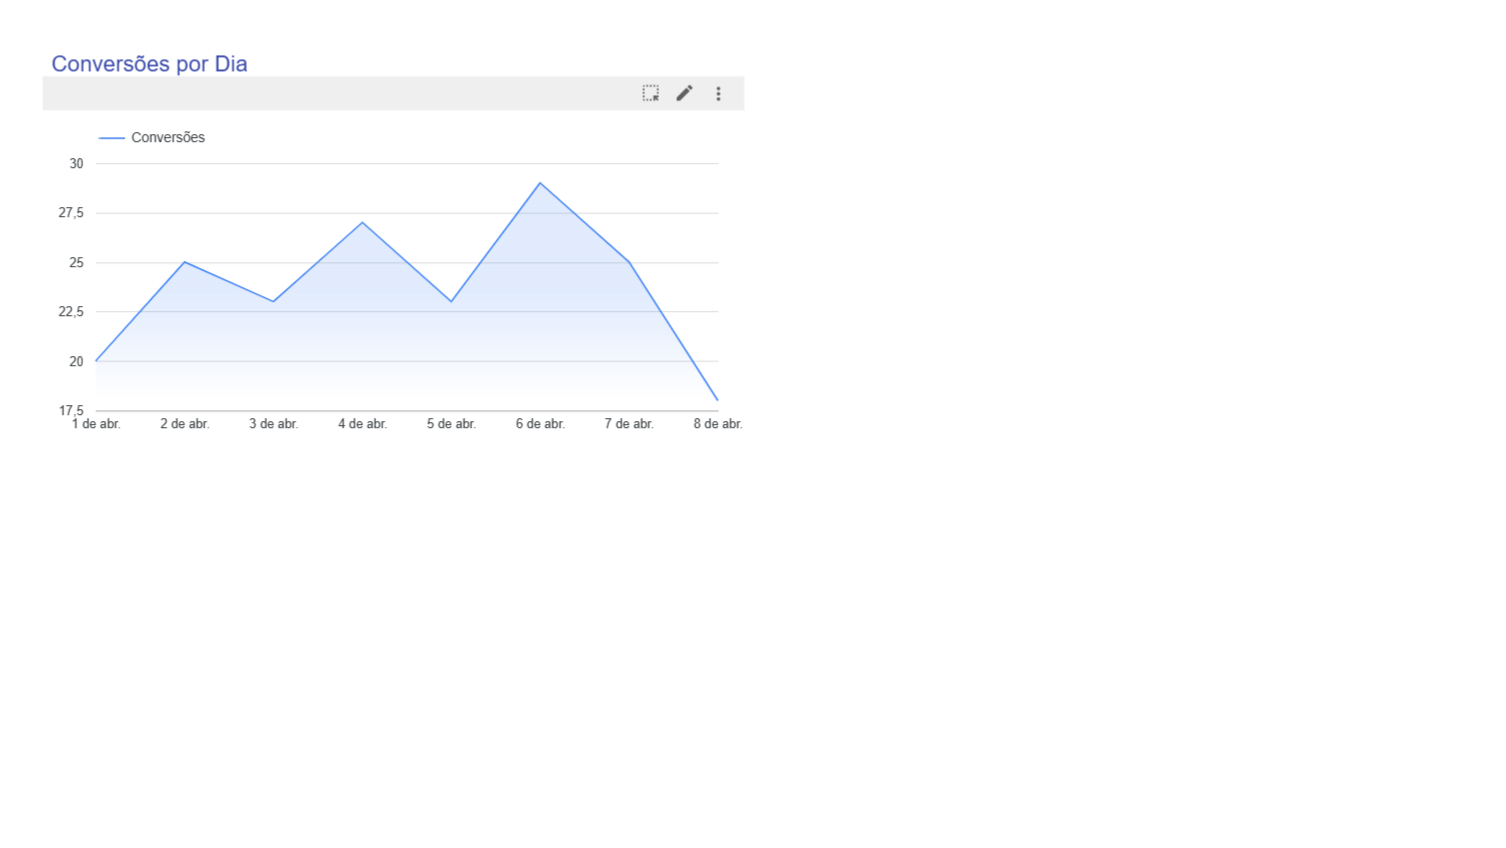 Conversões por Dia
Conversões
30
27,5
25
22,5
20
17,5
1 de abr. 2 de abr. 3 de abr. 4 de abr. 5 de abr. 6 de abr. 7 de abr. 8 de abr.